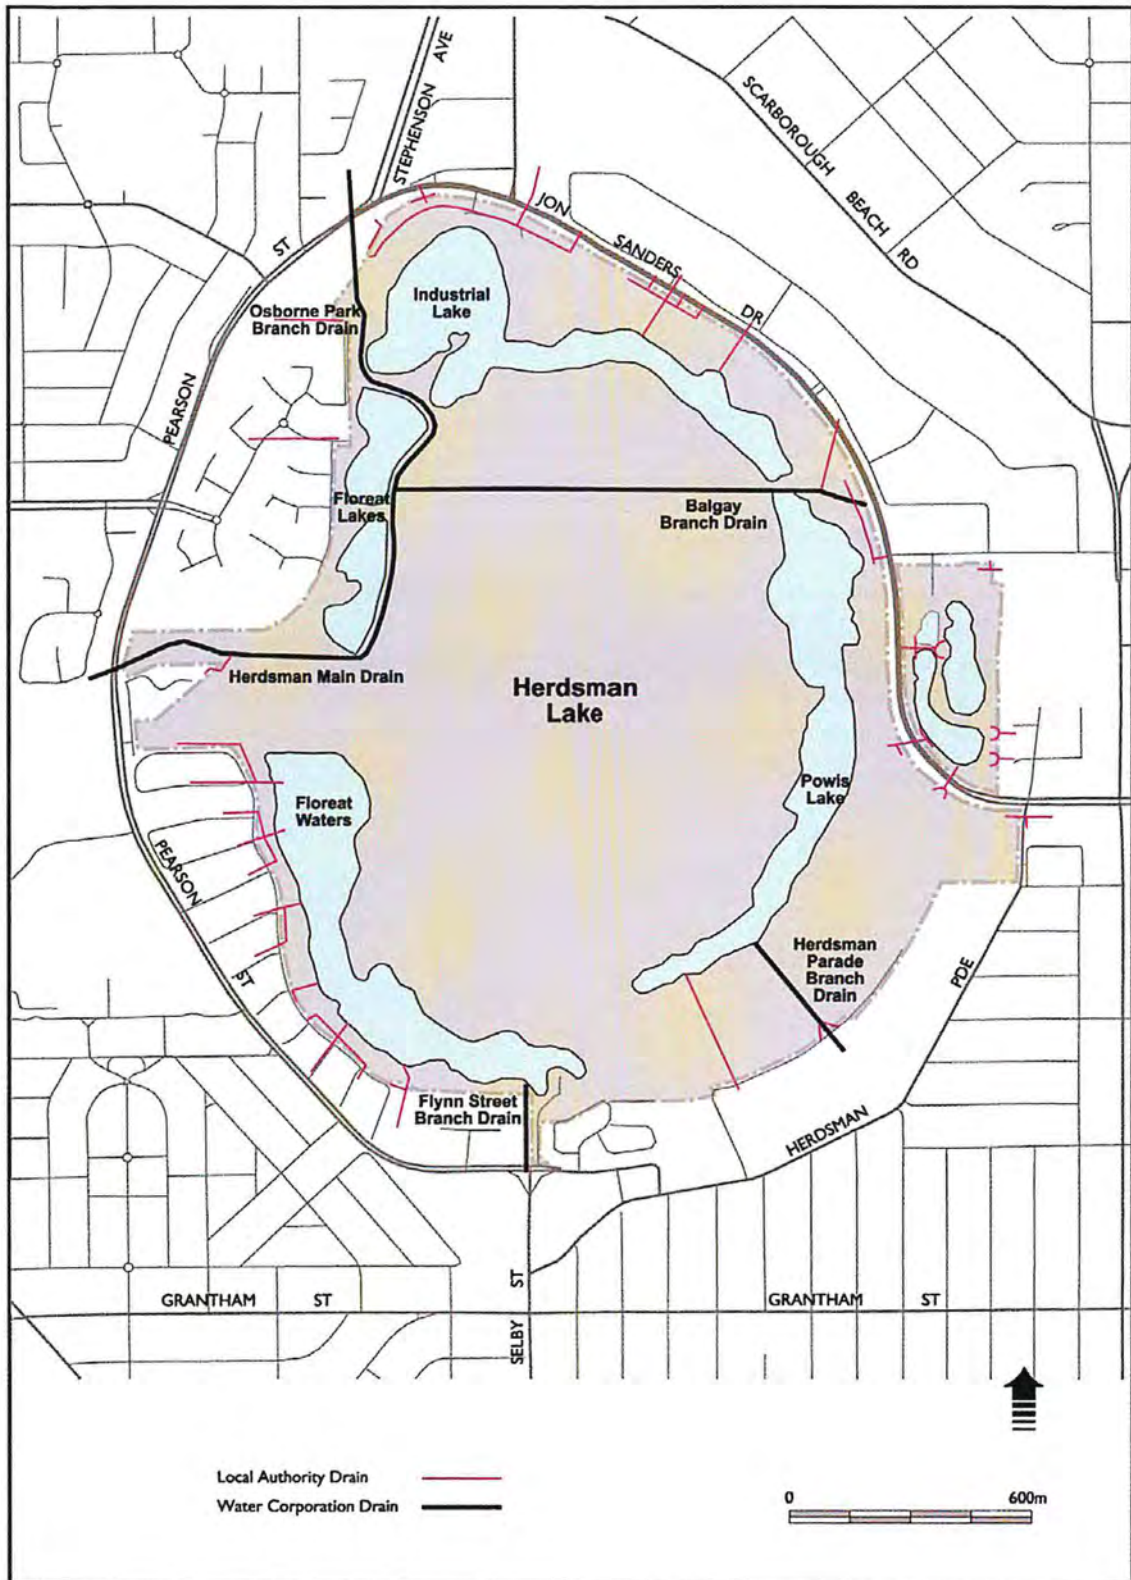 STEPHENSON AVE
SCARBOROUGH BEACH RD
JON SANDERS DR
PEARSON ST
Industrial
Lake
Osborne Park
Branch Drain
Floreat
Lakes
Balgay
Branch Drain
Herdsman Main Drain
Herdsman
Lake
Floreat
Waters
Powis
Lake
PEARSON ST
Herdsman
Parade
Branch
Drain
HERDSMAN PDE
Flynn Street
Branch Drain
GRANTHAM ST
SELBY ST
GRANTHAM ST
Local Authority Drain
Water Corporation Drain
0 600m